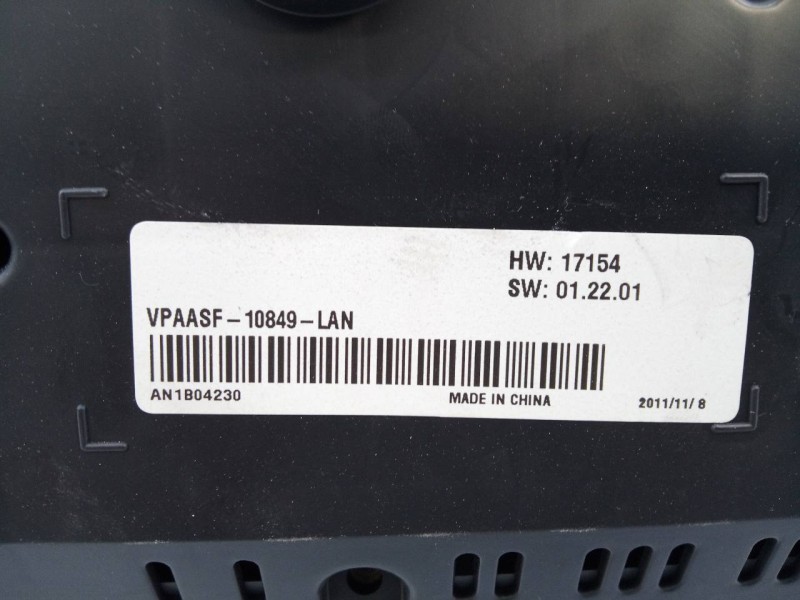 HW: 17154
SW: 01.22.01
VPAASF-10849-LAN
AN1B04230 MADE IN CHINA 2011/11/ 8